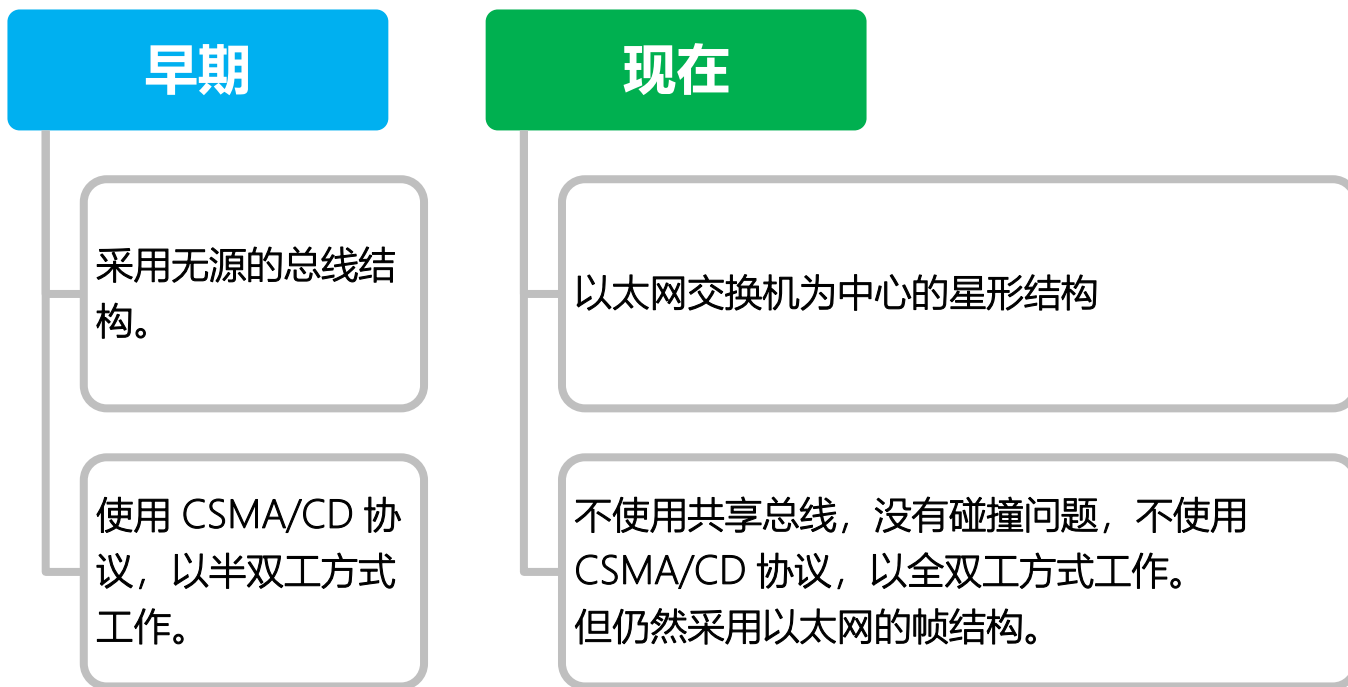 早期
采用无源的总线结
构。
使用 CSMA/CD 协
议，以半双工方式
工作。
现在
以太网交换机为中心的星形结构
不使用共享总线，没有碰撞问题，不使用
CSMA/CD 协议，以全双工方式工作。
但仍然采用以太网的帧结构。